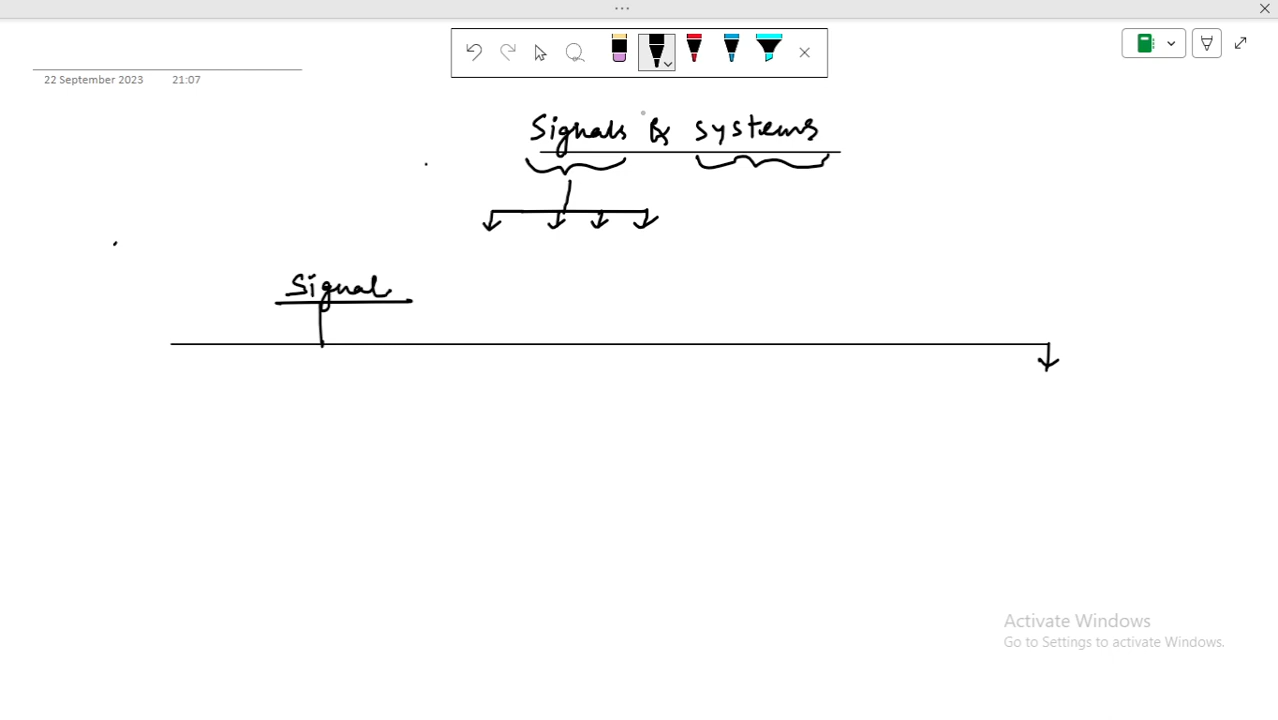 22 September 2023 21:07
Signals & systems
Signal
Activate Windows
Go to Settings to activate Windows.